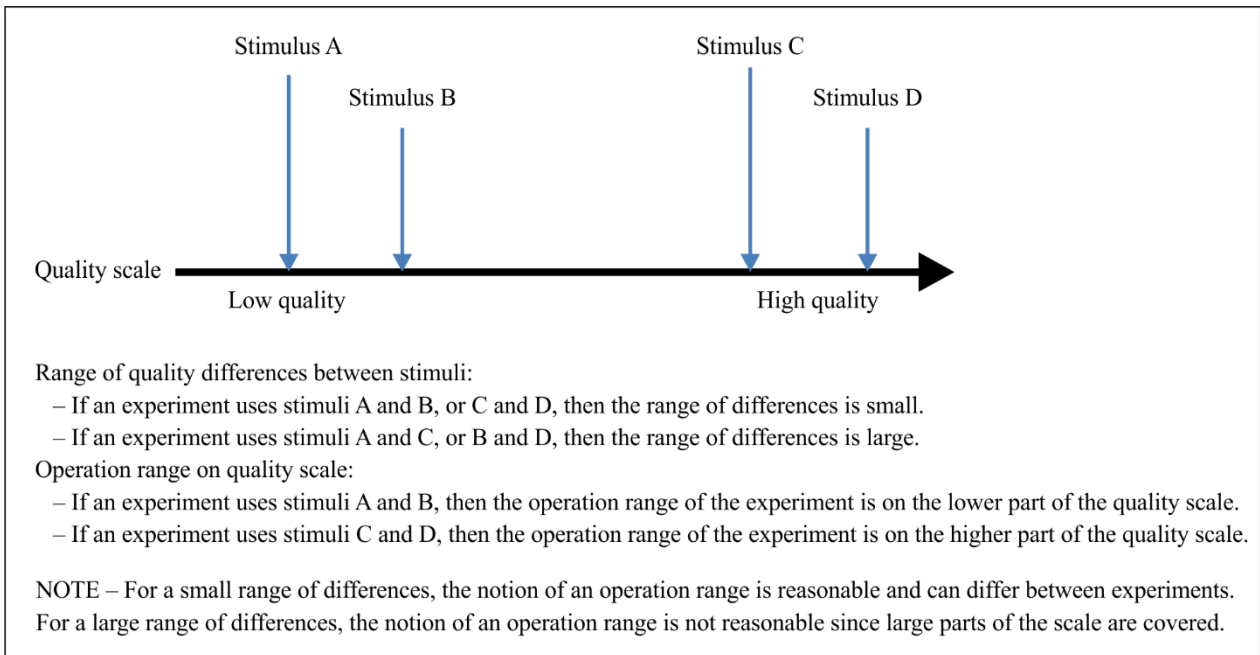 Stimulus A
Stimulus C
Stimulus B
Stimulus D
Quality scale
Low quality
High quality
Range of quality differences between stimuli:
– If an experiment uses stimuli A and B, or C and D, then the range of differences is small.
– If an experiment uses stimuli A and C, or B and D, then the range of differences is large.
Operation range on quality scale:
– If an experiment uses stimuli A and B, then the operation range of the experiment is on the lower part of the quality scale.
– If an experiment uses stimuli C and D, then the operation range of the experiment is on the higher part of the quality scale.
NOTE – For a small range of differences, the notion of an operation range is reasonable and can differ between experiments.
For a large range of differences, the notion of an operation range is not reasonable since large parts of the scale are covered.